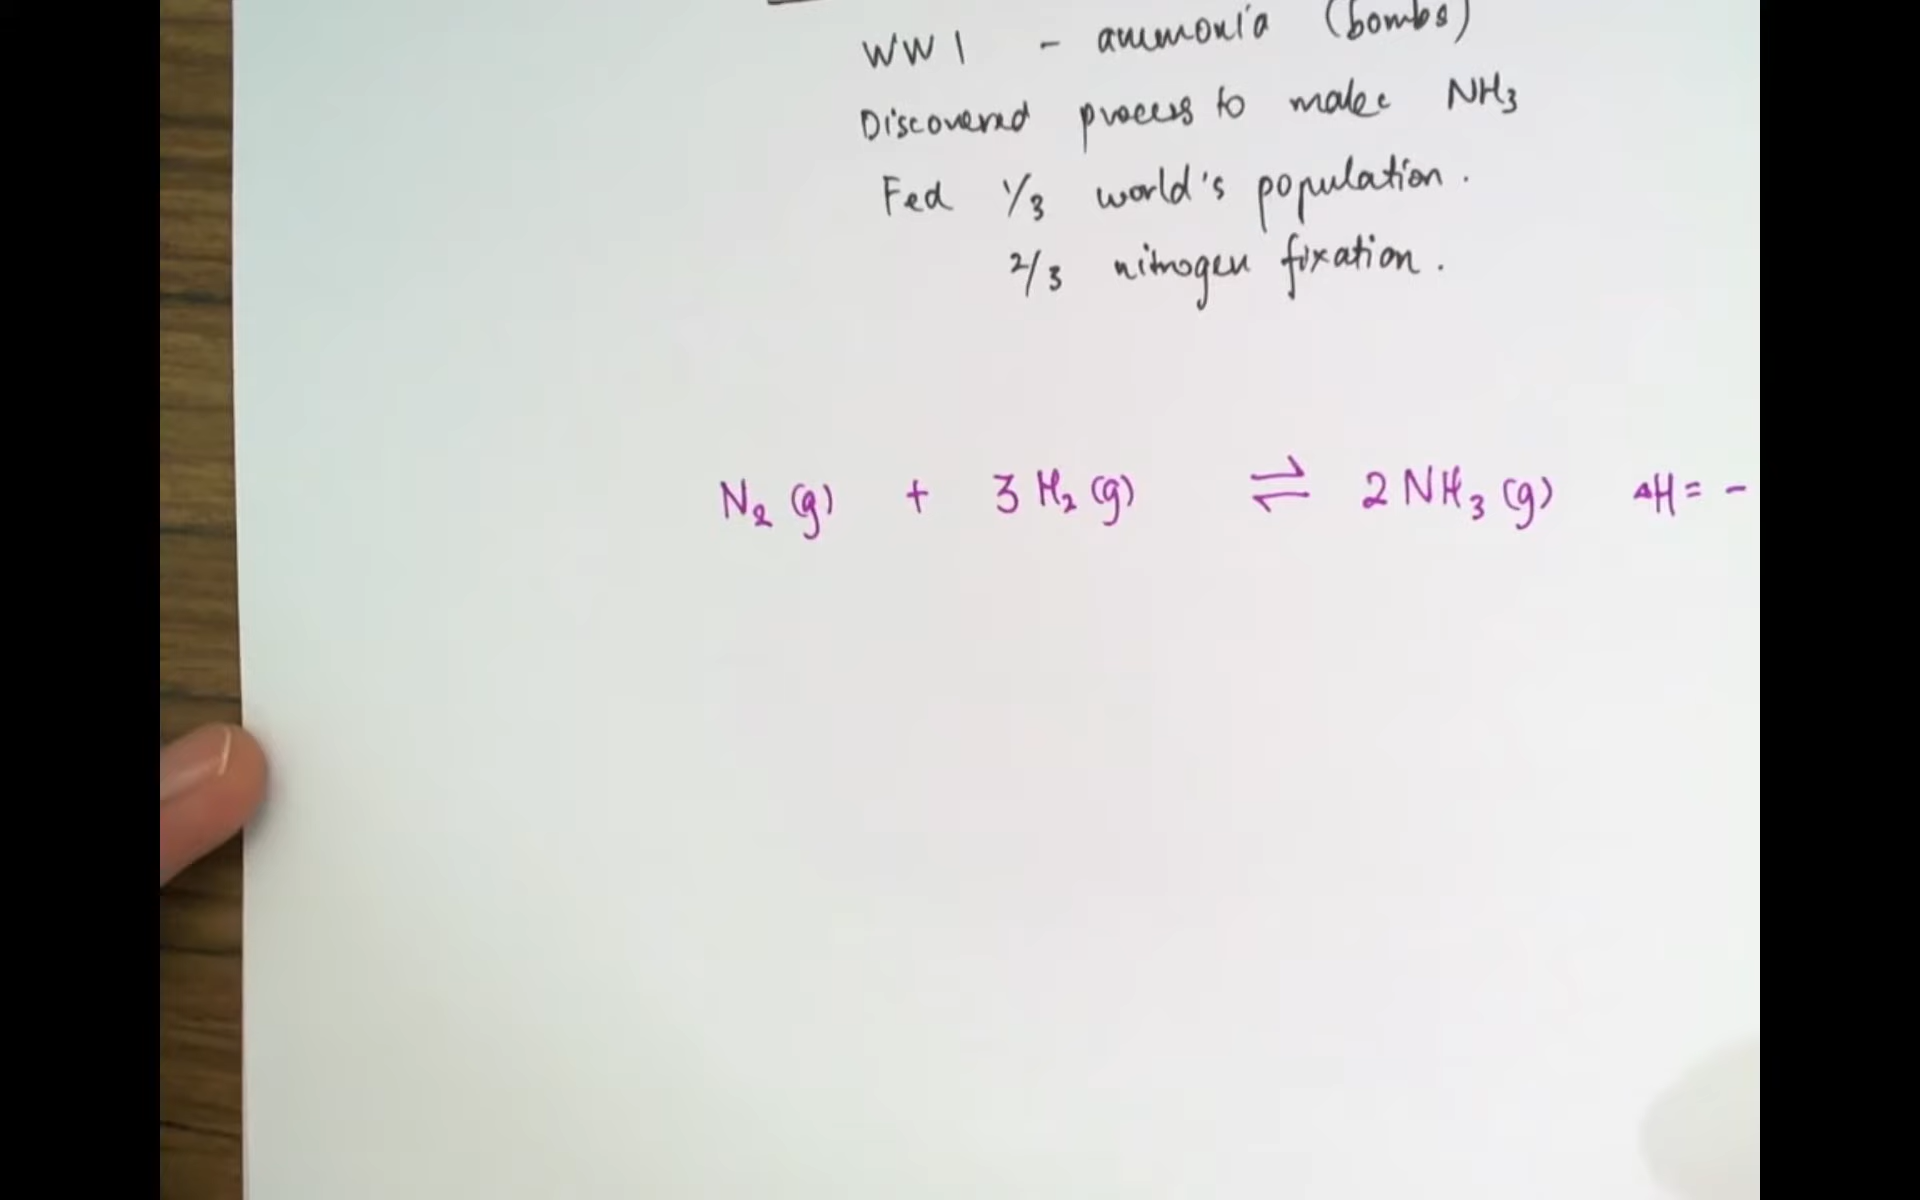 WW1 - ammonia (bombs)
Discovered process to make NH₃
Fed 1/3 world's population.
2/3 nitrogen fixation.
N₂ (g) + 3 H₂ (g) ⇌ 2 NH₃ (g) ΔH = -